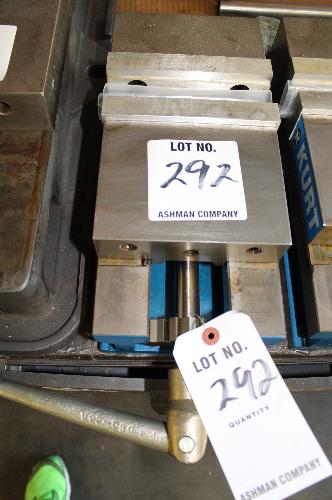 LOT NO.
292
ASHMAN COMPANY
KURT
LOT NO.
292
QUANTITY
ASHMAN COMPANY